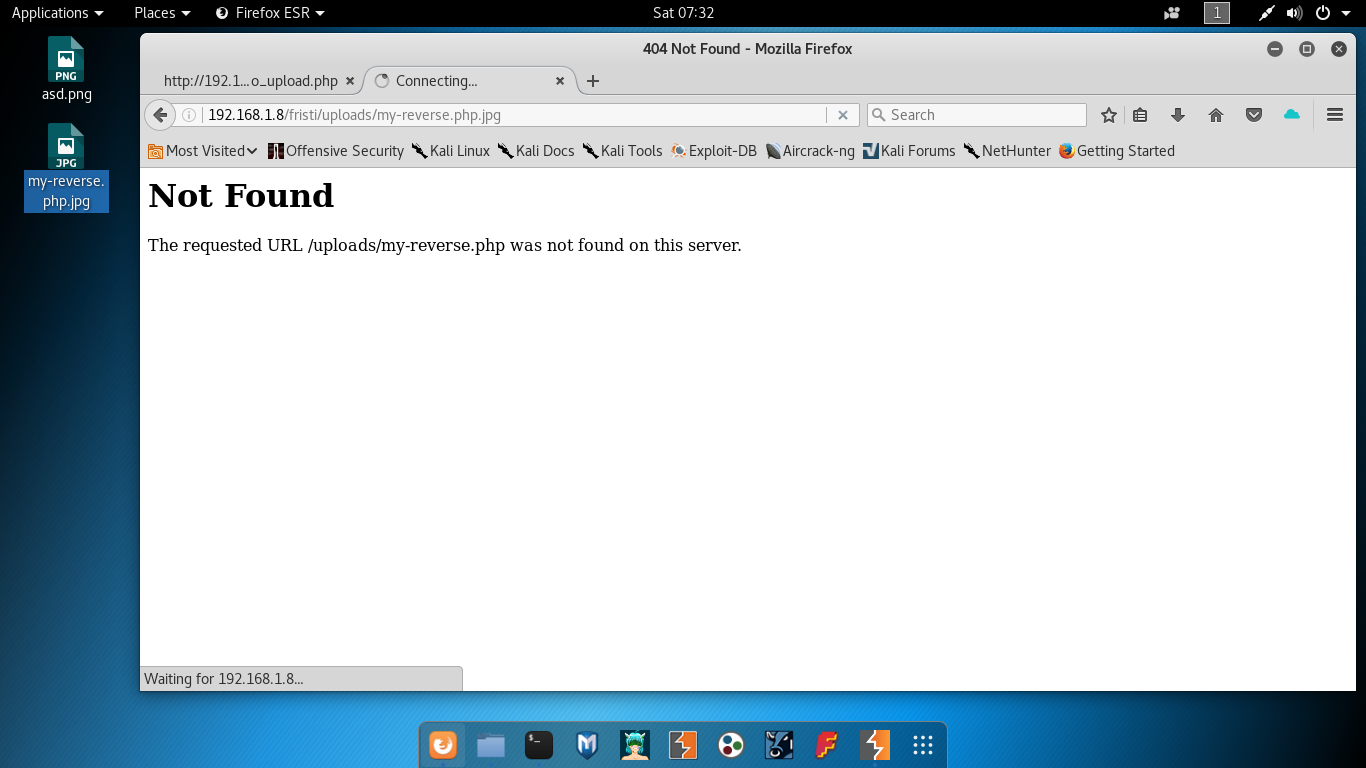 Applications Places Firefox ESR Sat 07:32 1
PNG
asd.png
JPG
my-reverse.
php.jpg
404 Not Found - Mozilla Firefox
http://192.1...o_upload.php Connecting...
192.168.1.8/fristi/uploads/my-reverse.php.jpg Search
Most Visited Offensive Security Kali Linux Kali Docs Kali Tools Exploit-DB Aircrack-ng Kali Forums NetHunter Getting Started
Not Found
The requested URL /uploads/my-reverse.php was not found on this server.
Waiting for 192.168.1.8...
$_